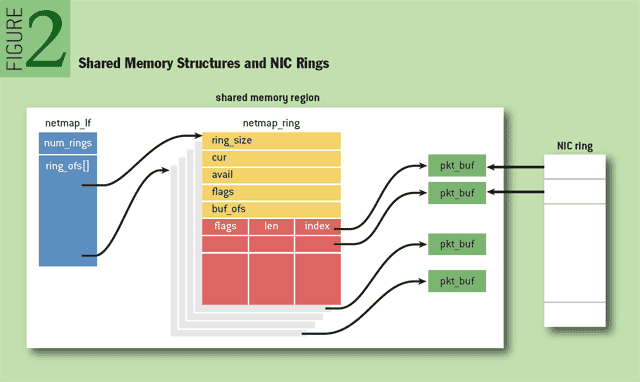 FIGURE 2
Shared Memory Structures and NIC Rings
shared memory region
netmap_If
netmap_ring
NIC ring
num_rings
ring_ofs[]
ring_size
cur
avail
flags
buf_ofs
flags len index
pkt_buf
pkt_buf
pkt_buf
pkt_buf